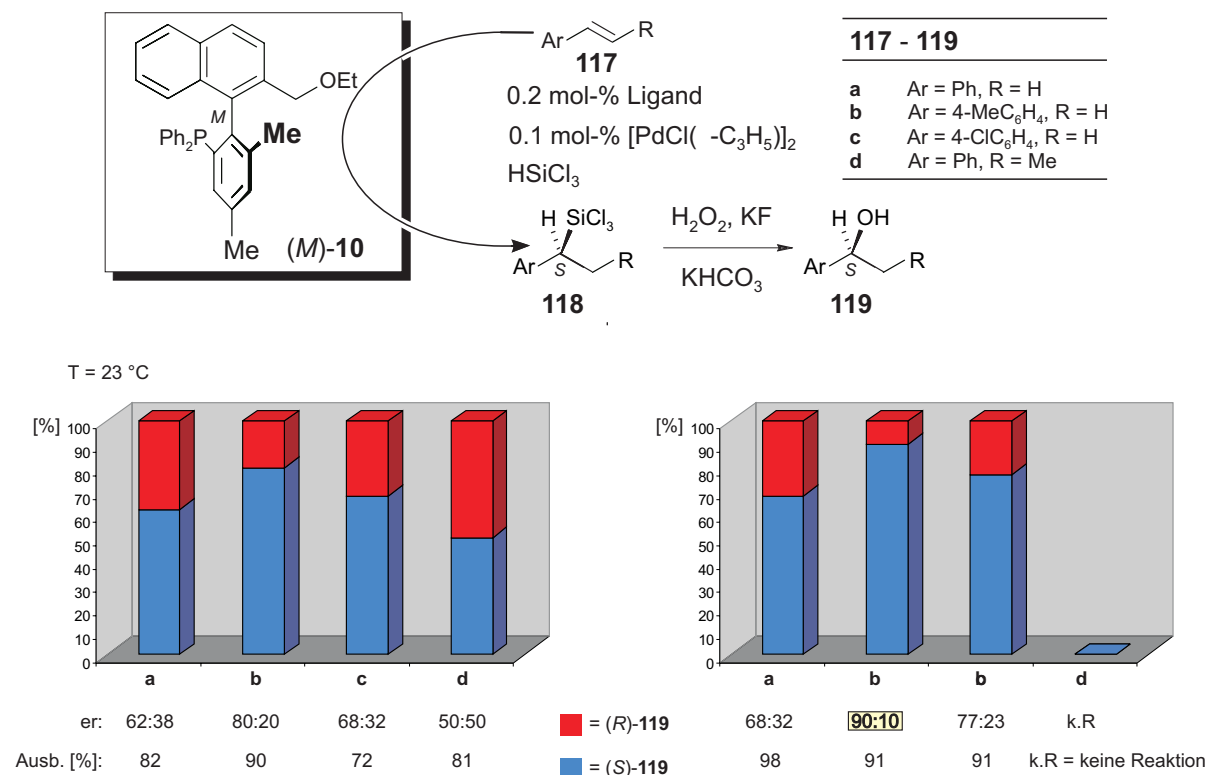 OEt
M
Ph₂P
Me
Me
(M)-10
Ar
R
117
0.2 mol-% Ligand
0.1 mol-% [PdCl( -C₃H₅)]₂
HSiCl₃
H SiCl₃
Ar S R
118
H₂O₂, KF
KHCO₃
H OH
Ar S R
119
117 - 119
a Ar = Ph, R = H
b Ar = 4-MeC₆H₄, R = H
c Ar = 4-ClC₆H₄, R = H
d Ar = Ph, R = Me
T = 23 °C
[%]
100
90
80
70
60
50
40
30
20
10
0
a b c d
[%]
100
90
80
70
60
50
40
30
20
10
0
a b b d
er: 62:38 80:20 68:32 50:50 = (R)-119 68:32 90:10 77:23 k.R
Ausb. [%]: 82 90 72 81 = (S)-119 98 91 91 k.R = keine Reaktion